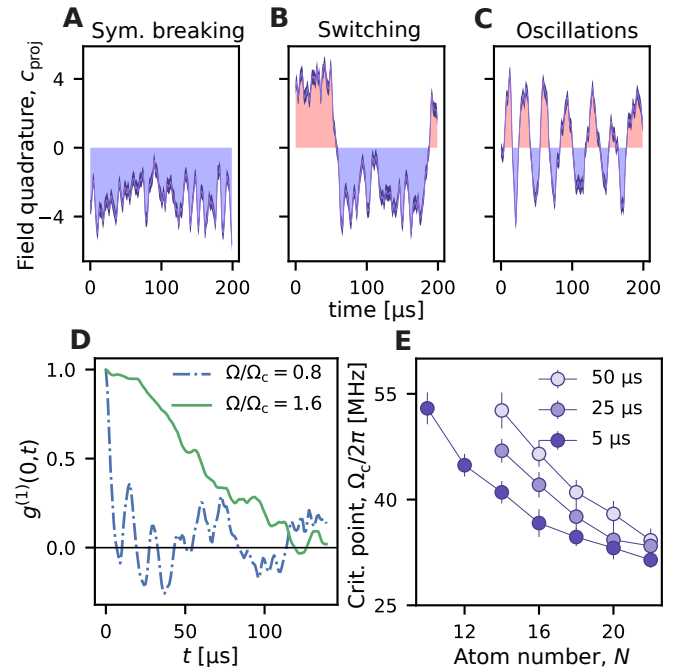 A B C
Sym. breaking Switching Oscillations
Field quadrature, c_proj
4
0
−4
0 100 200 0 100 200 0 100 200
time [µs]
D E
g^(1)(0,t)
1.0
0.5
0.0
Ω/Ω_c = 0.8
Ω/Ω_c = 1.6
0 50 100
t [µs]
Crit. point, Ω_c/2π [MHz]
55
40
25
50 µs
25 µs
5 µs
12 16 20
Atom number, N